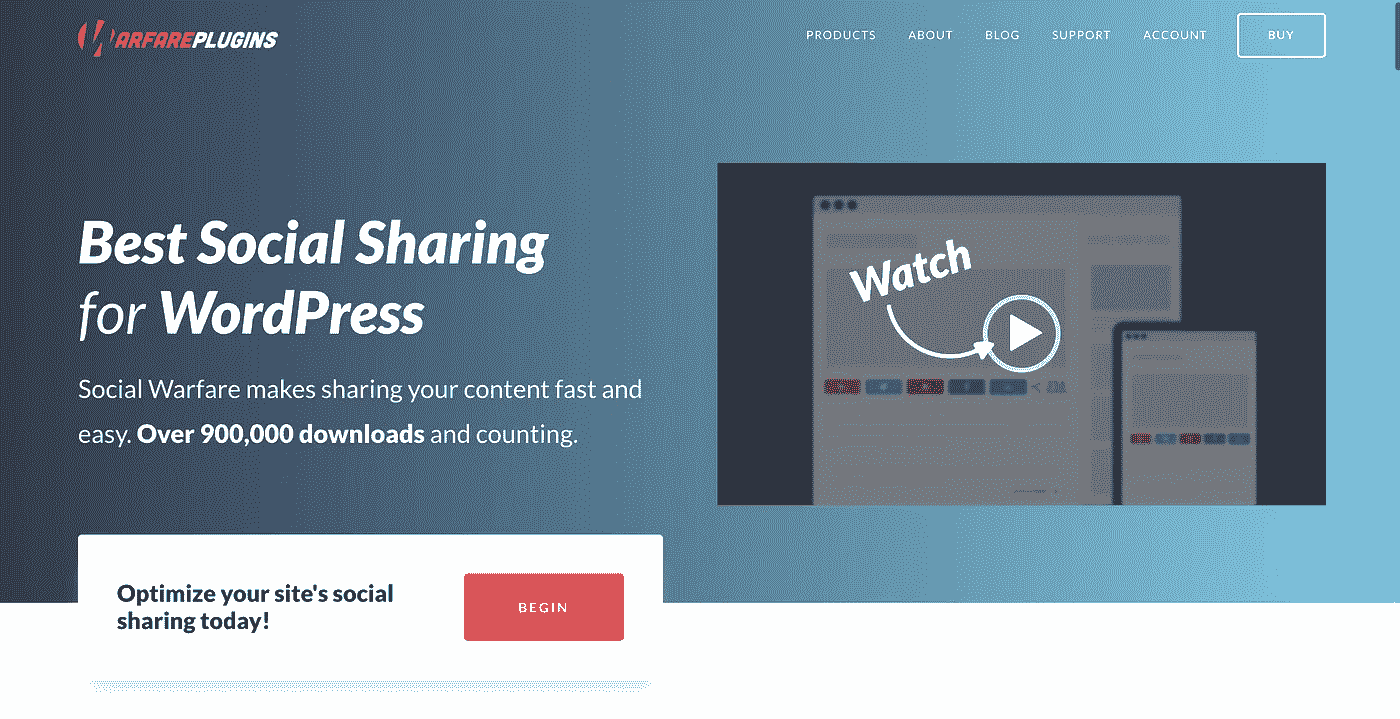 WARFAREPLUGINS
PRODUCTS ABOUT BLOG SUPPORT ACCOUNT BUY
Best Social Sharing
for WordPress
Social Warfare makes sharing your content fast and
easy. Over 900,000 downloads and counting.
Watch
Optimize your site's social
sharing today!
BEGIN